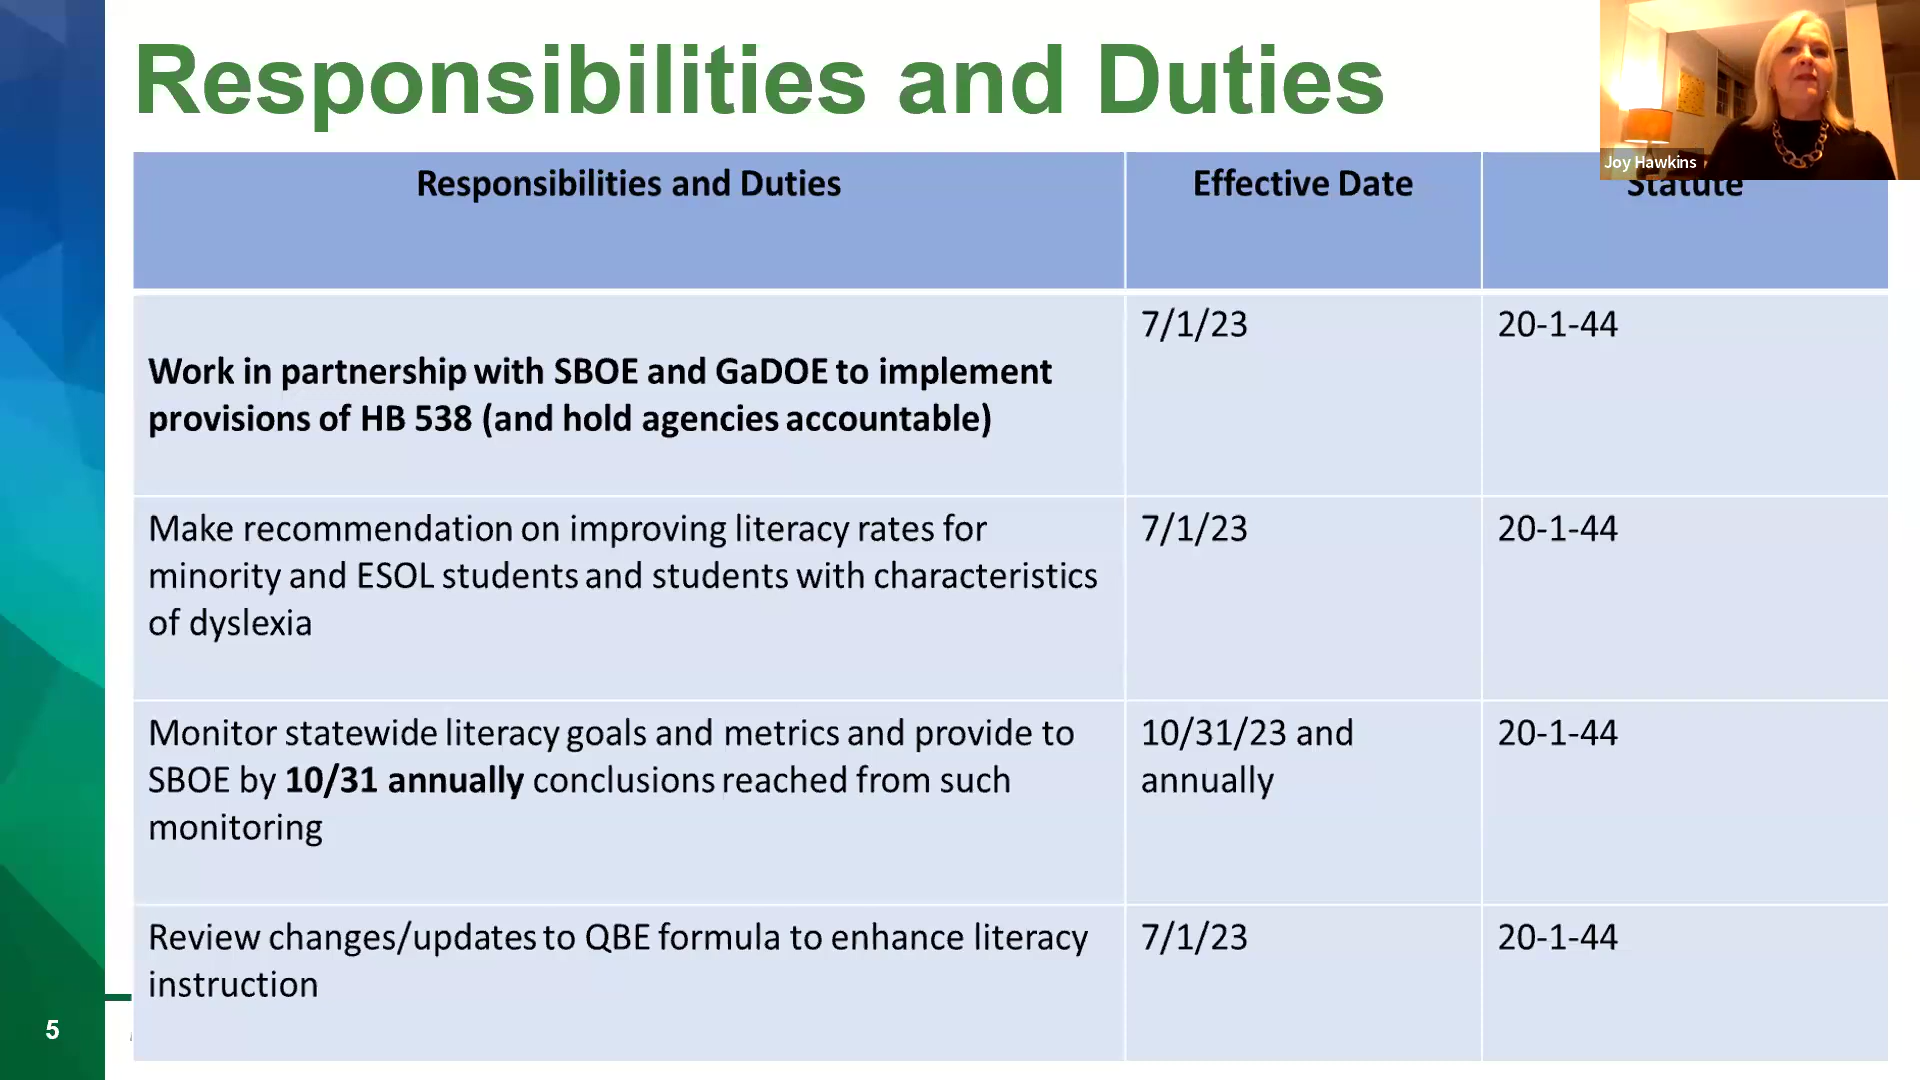 Responsibilities and Duties
Joy Hawkins
Responsibilities and Duties
Effective Date
Statute
Work in partnership with SBOE and GaDOE to implement
provisions of HB 538 (and hold agencies accountable)
7/1/23
20-1-44
Make recommendation on improving literacy rates for
minority and ESOL students and students with characteristics
of dyslexia
7/1/23
20-1-44
Monitor statewide literacy goals and metrics and provide to
SBOE by 10/31 annually conclusions reached from such
monitoring
10/31/23 and
annually
20-1-44
Review changes/updates to QBE formula to enhance literacy
instruction
7/1/23
20-1-44
5